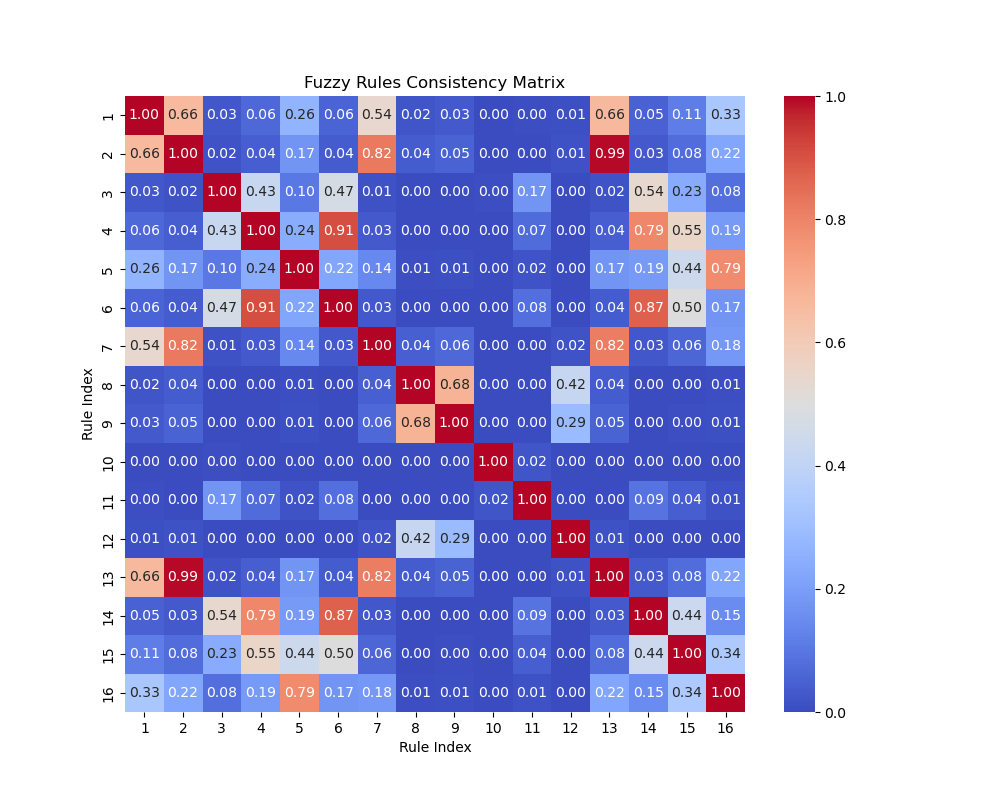 Fuzzy Rules Consistency Matrix
1 1.00 0.66 0.03 0.06 0.26 0.06 0.54 0.02 0.03 0.00 0.00 0.01 0.66 0.05 0.11 0.33
2 0.66 1.00 0.02 0.04 0.17 0.04 0.82 0.04 0.05 0.00 0.00 0.01 0.99 0.03 0.08 0.22
3 0.03 0.02 1.00 0.43 0.10 0.47 0.01 0.00 0.00 0.00 0.17 0.00 0.02 0.54 0.23 0.08
4 0.06 0.04 0.43 1.00 0.24 0.91 0.03 0.00 0.00 0.00 0.07 0.00 0.04 0.79 0.55 0.19
5 0.26 0.17 0.10 0.24 1.00 0.22 0.14 0.01 0.01 0.00 0.02 0.00 0.17 0.19 0.44 0.79
6 0.06 0.04 0.47 0.91 0.22 1.00 0.03 0.00 0.00 0.00 0.08 0.00 0.04 0.87 0.50 0.17
7 0.54 0.82 0.01 0.03 0.14 0.03 1.00 0.04 0.06 0.00 0.00 0.02 0.82 0.03 0.06 0.18
8 0.02 0.04 0.00 0.00 0.01 0.00 0.04 1.00 0.68 0.00 0.00 0.42 0.04 0.00 0.00 0.01
9 0.03 0.05 0.00 0.00 0.01 0.00 0.06 0.68 1.00 0.00 0.00 0.29 0.05 0.00 0.00 0.01
10 0.00 0.00 0.00 0.00 0.00 0.00 0.00 0.00 0.00 1.00 0.02 0.00 0.00 0.00 0.00 0.00
11 0.00 0.00 0.17 0.07 0.02 0.08 0.00 0.00 0.00 0.02 1.00 0.00 0.00 0.09 0.04 0.01
12 0.01 0.01 0.00 0.00 0.00 0.00 0.02 0.42 0.29 0.00 0.00 1.00 0.01 0.00 0.00 0.00
13 0.66 0.99 0.02 0.04 0.17 0.04 0.82 0.04 0.05 0.00 0.00 0.01 1.00 0.03 0.08 0.22
14 0.05 0.03 0.54 0.79 0.19 0.87 0.03 0.00 0.00 0.00 0.09 0.00 0.03 1.00 0.44 0.15
15 0.11 0.08 0.23 0.55 0.44 0.50 0.06 0.00 0.00 0.00 0.04 0.00 0.08 0.44 1.00 0.34
16 0.33 0.22 0.08 0.19 0.79 0.17 0.18 0.01 0.01 0.00 0.01 0.00 0.22 0.15 0.34 1.00
1 2 3 4 5 6 7 8 9 10 11 12 13 14 15 16
Rule Index
Rule Index
1.0
0.8
0.6
0.4
0.2
0.0